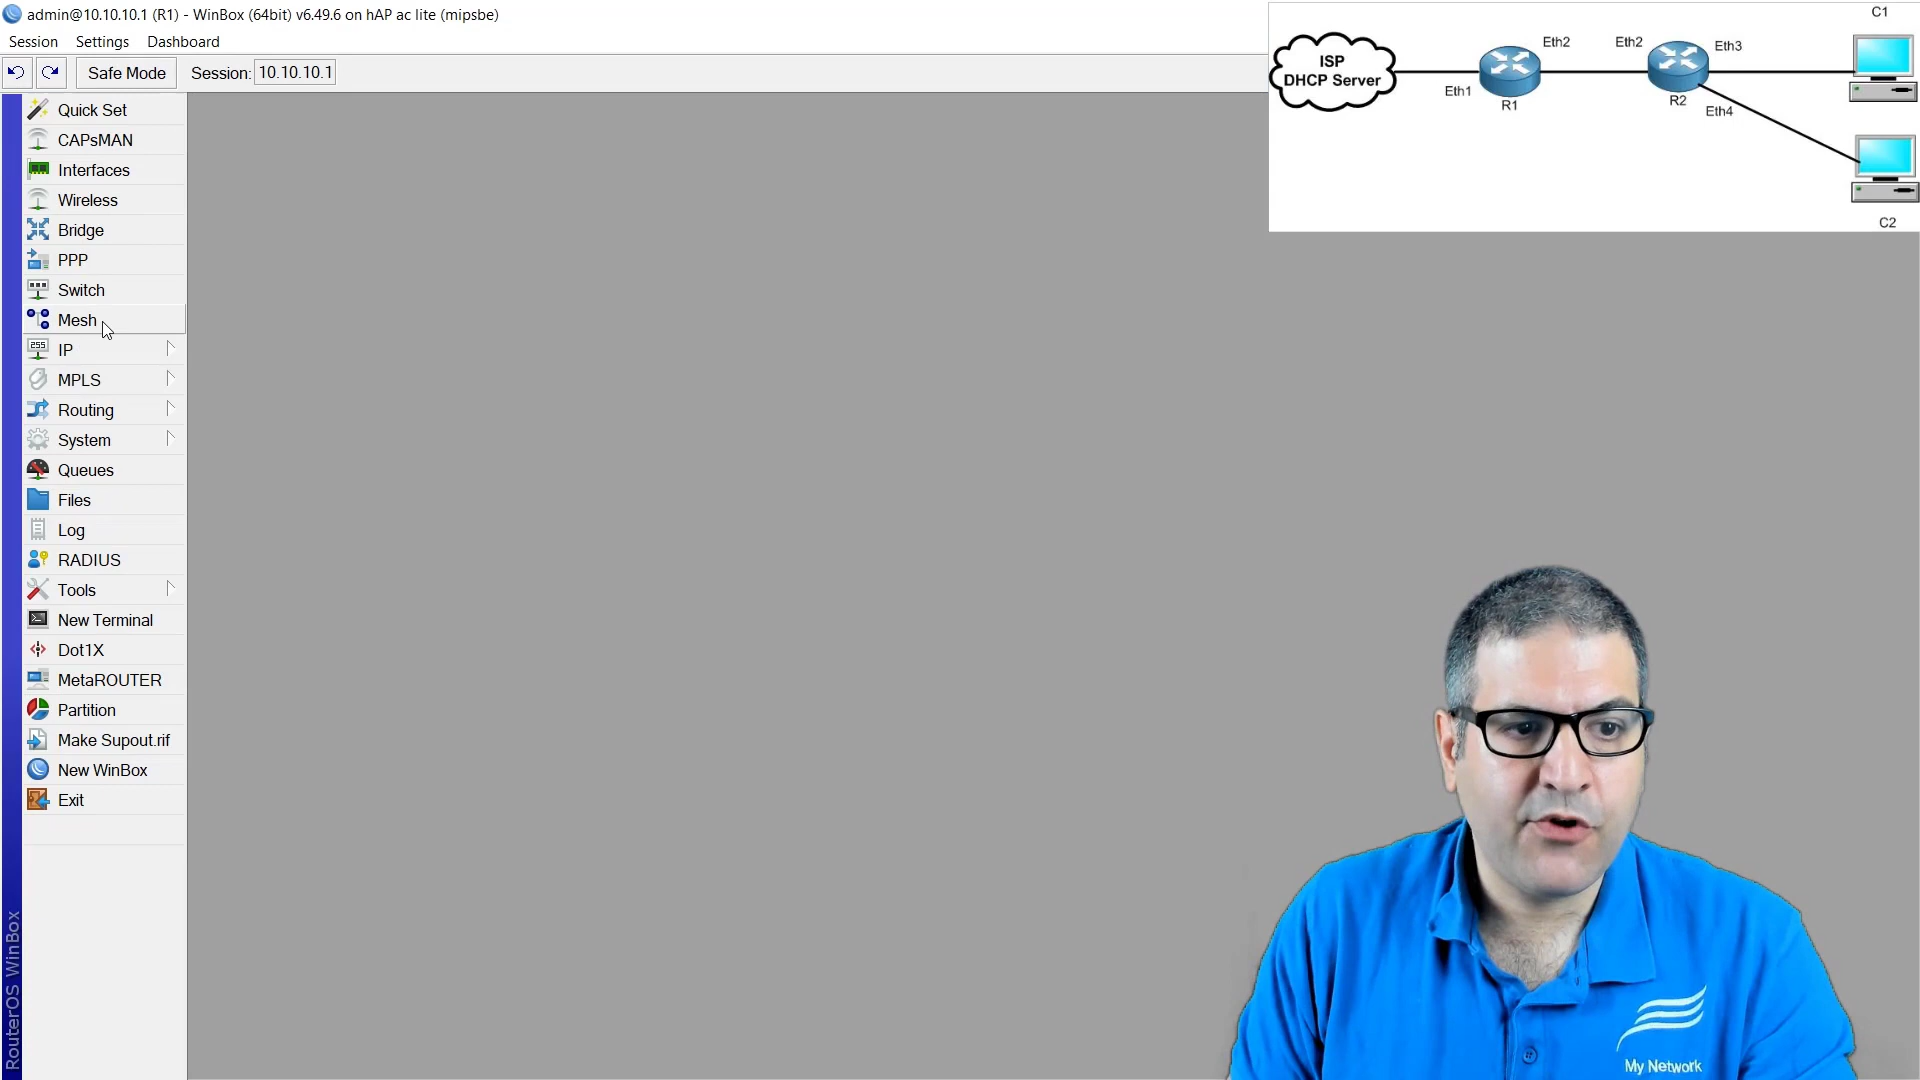 admin@10.10.10.1 (R1) - WinBox (64bit) v6.49.6 on hAP ac lite (mipsbe)
Session Settings Dashboard
Safe Mode Session: 10.10.10.1
Quick Set
CAPsMAN
Interfaces
Wireless
Bridge
PPP
Switch
Mesh
255 IP
MPLS
Routing
System
Queues
Files
Log
RADIUS
Tools
New Terminal
Dot1X
MetaROUTER
Partition
Make Supout.rif
New WinBox
Exit
RouterOS WinBox
C1
ISP
DHCP Server
Eth1
R1
Eth2
Eth2
R2
Eth3
Eth4
C2
My Network